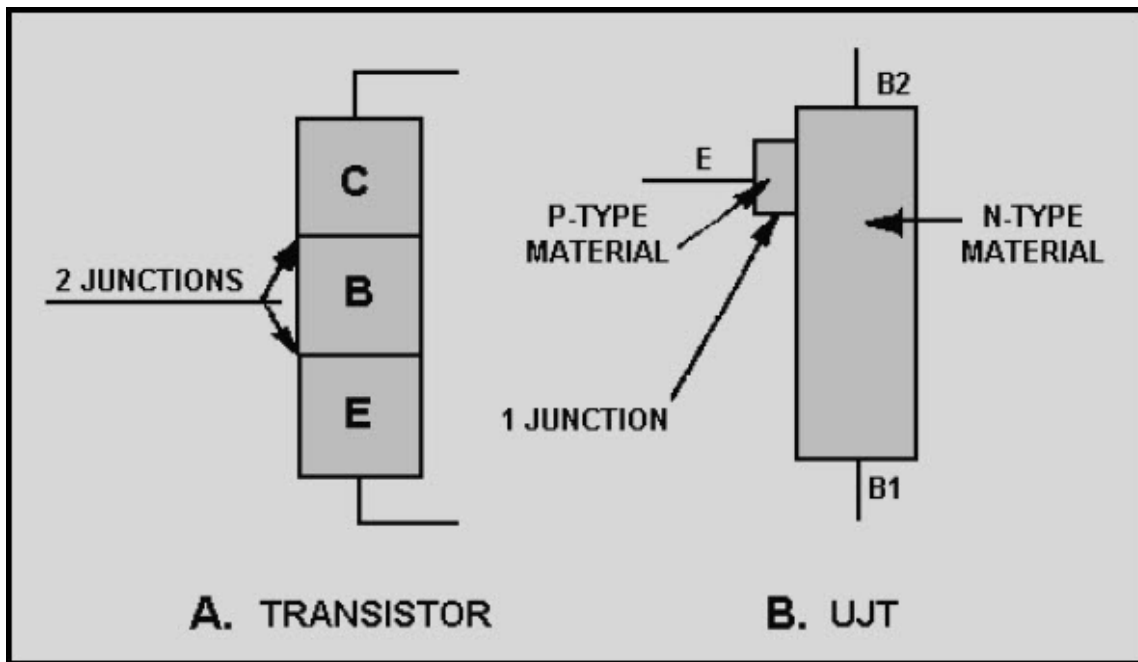 C
2 JUNCTIONS
B
E
A. TRANSISTOR
B2
E
P-TYPE
MATERIAL
N-TYPE
MATERIAL
1 JUNCTION
B1
B. UJT